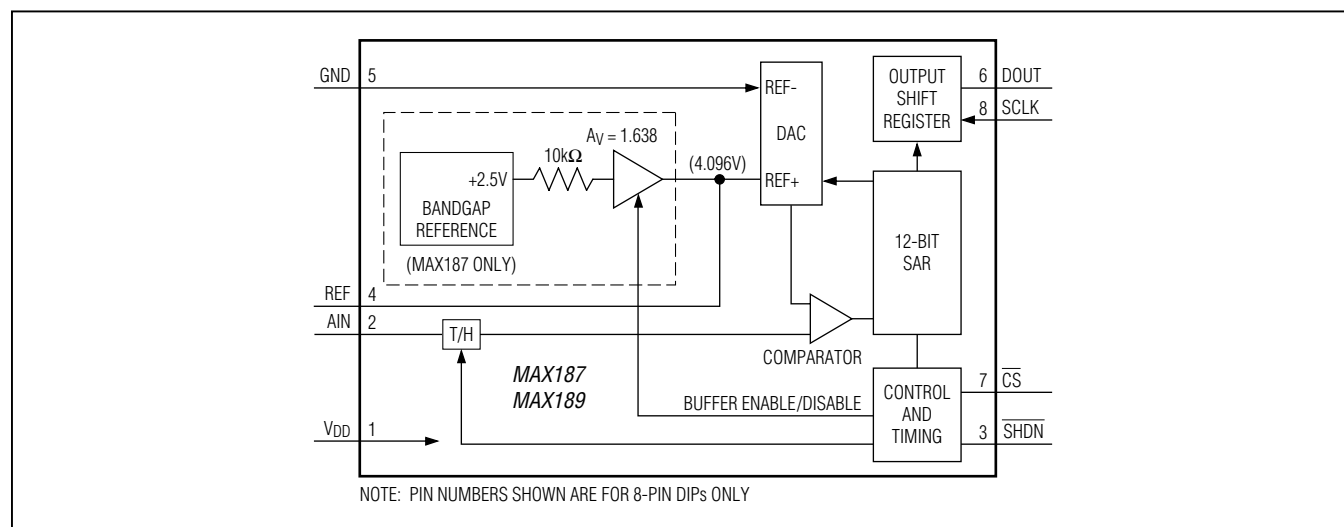 GND 5
REF-
DAC
REF+
OUTPUT
SHIFT
REGISTER
6 DOUT
8 SCLK
AV = 1.638
10kΩ
(4.096V)
+2.5V
BANDGAP
REFERENCE
(MAX187 ONLY)
12-BIT
SAR
REF 4
AIN 2
T/H
COMPARATOR
MAX187
MAX189
BUFFER ENABLE/DISABLE
CONTROL
AND
TIMING
7 C̅S̅
3 S̅H̅D̅N̅
VDD 1
NOTE: PIN NUMBERS SHOWN ARE FOR 8-PIN DIPs ONLY